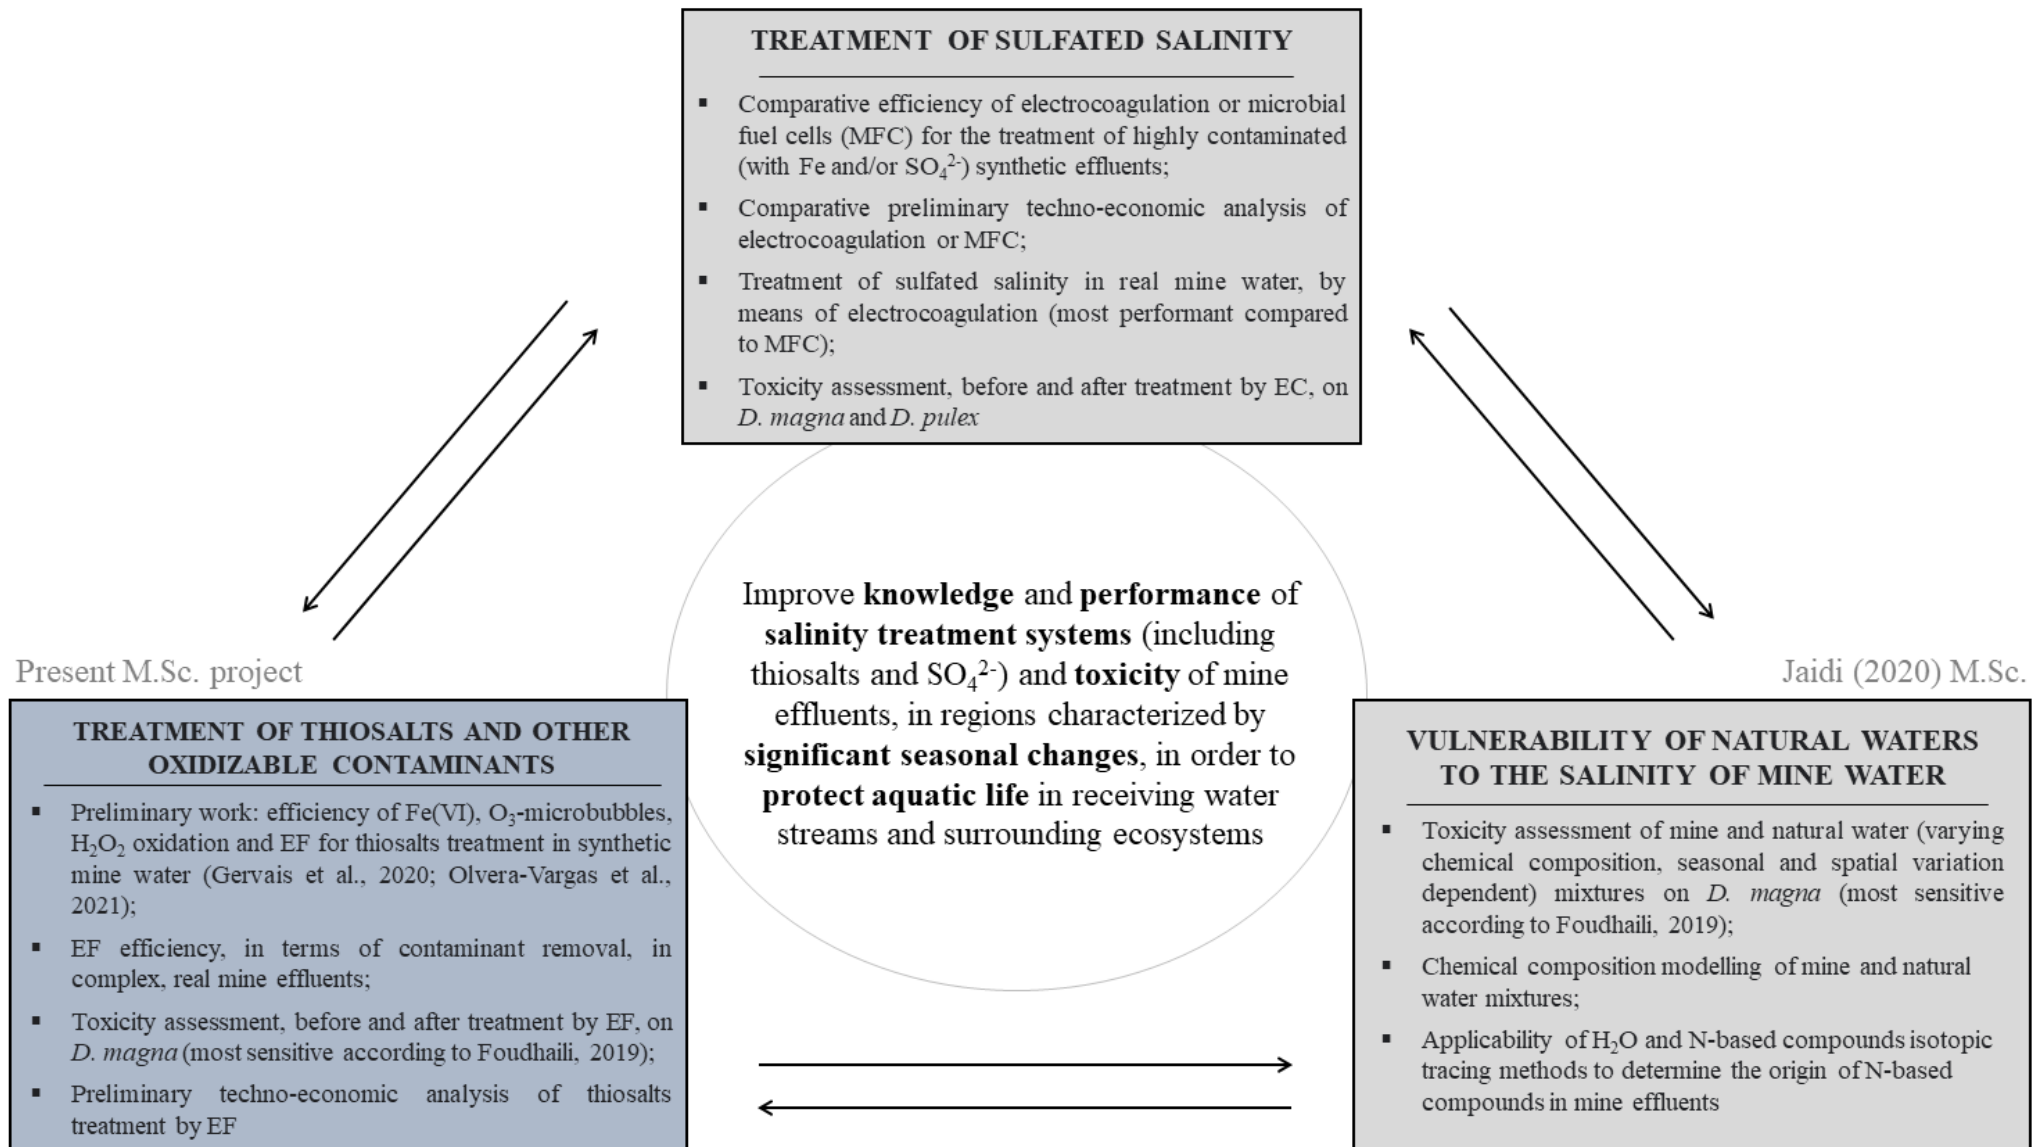 TREATMENT OF SULFATED SALINITY
▪ Comparative efficiency of electrocoagulation or microbial
fuel cells (MFC) for the treatment of highly contaminated
(with Fe and/or SO₄²⁻) synthetic effluents;
▪ Comparative preliminary techno-economic analysis of
electrocoagulation or MFC;
▪ Treatment of sulfated salinity in real mine water, by
means of electrocoagulation (most performant compared
to MFC);
▪ Toxicity assessment, before and after treatment by EC, on
D. magna and D. pulex
Improve knowledge and performance of
salinity treatment systems (including
thiosalts and SO₄²⁻) and toxicity of mine
effluents, in regions characterized by
significant seasonal changes, in order to
protect aquatic life in receiving water
streams and surrounding ecosystems
Present M.Sc. project
TREATMENT OF THIOSALTS AND OTHER
OXIDIZABLE CONTAMINANTS
▪ Preliminary work: efficiency of Fe(VI), O₃-microbubbles,
H₂O₂ oxidation and EF for thiosalts treatment in synthetic
mine water (Gervais et al., 2020; Olvera-Vargas et al.,
2021);
▪ EF efficiency, in terms of contaminant removal, in
complex, real mine effluents;
▪ Toxicity assessment, before and after treatment by EF, on
D. magna (most sensitive according to Foudhaili, 2019);
▪ Preliminary techno-economic analysis of thiosalts
treatment by EF
Jaidi (2020) M.Sc.
VULNERABILITY OF NATURAL WATERS
TO THE SALINITY OF MINE WATER
▪ Toxicity assessment of mine and natural water (varying
chemical composition, seasonal and spatial variation
dependent) mixtures on D. magna (most sensitive
according to Foudhaili, 2019);
▪ Chemical composition modelling of mine and natural
water mixtures;
▪ Applicability of H₂O and N-based compounds isotopic
tracing methods to determine the origin of N-based
compounds in mine effluents